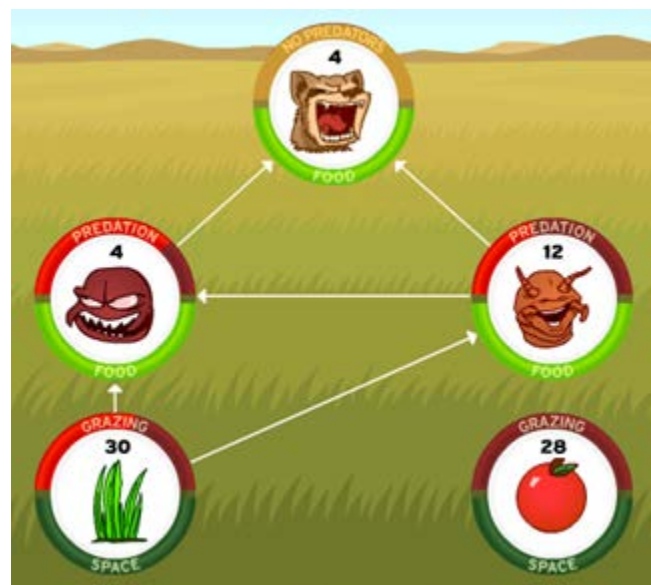 NO PREDATORS
4
FOOD
PREDATION
4
FOOD
PREDATION
12
FOOD
GRAZING
30
SPACE
GRAZING
28
SPACE